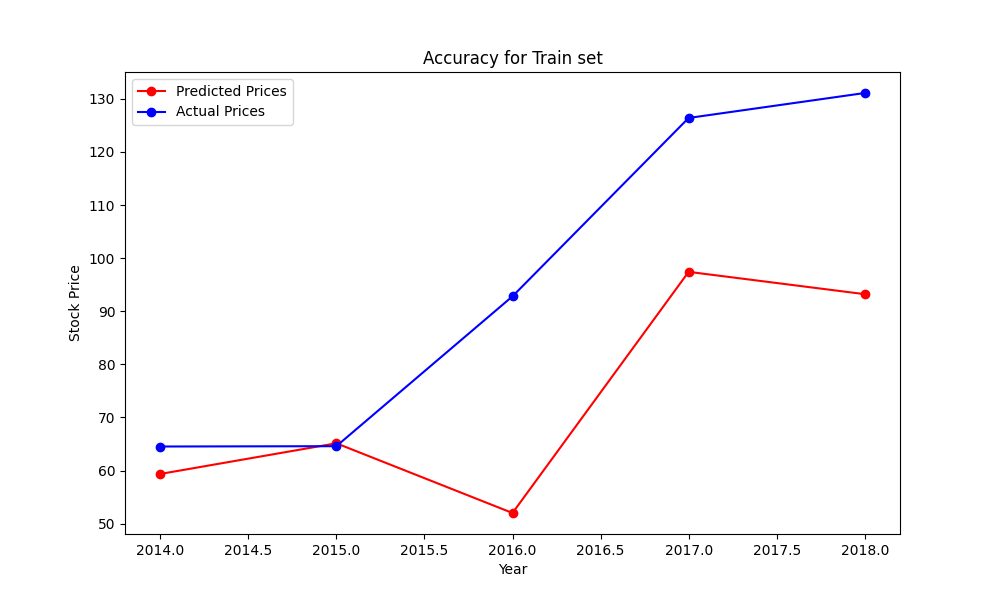 Accuracy for Train set
Predicted Prices
Actual Prices
130
120
110
100
90
80
70
60
50
Stock Price
2014.0 2014.5 2015.0 2015.5 2016.0 2016.5 2017.0 2017.5 2018.0
Year